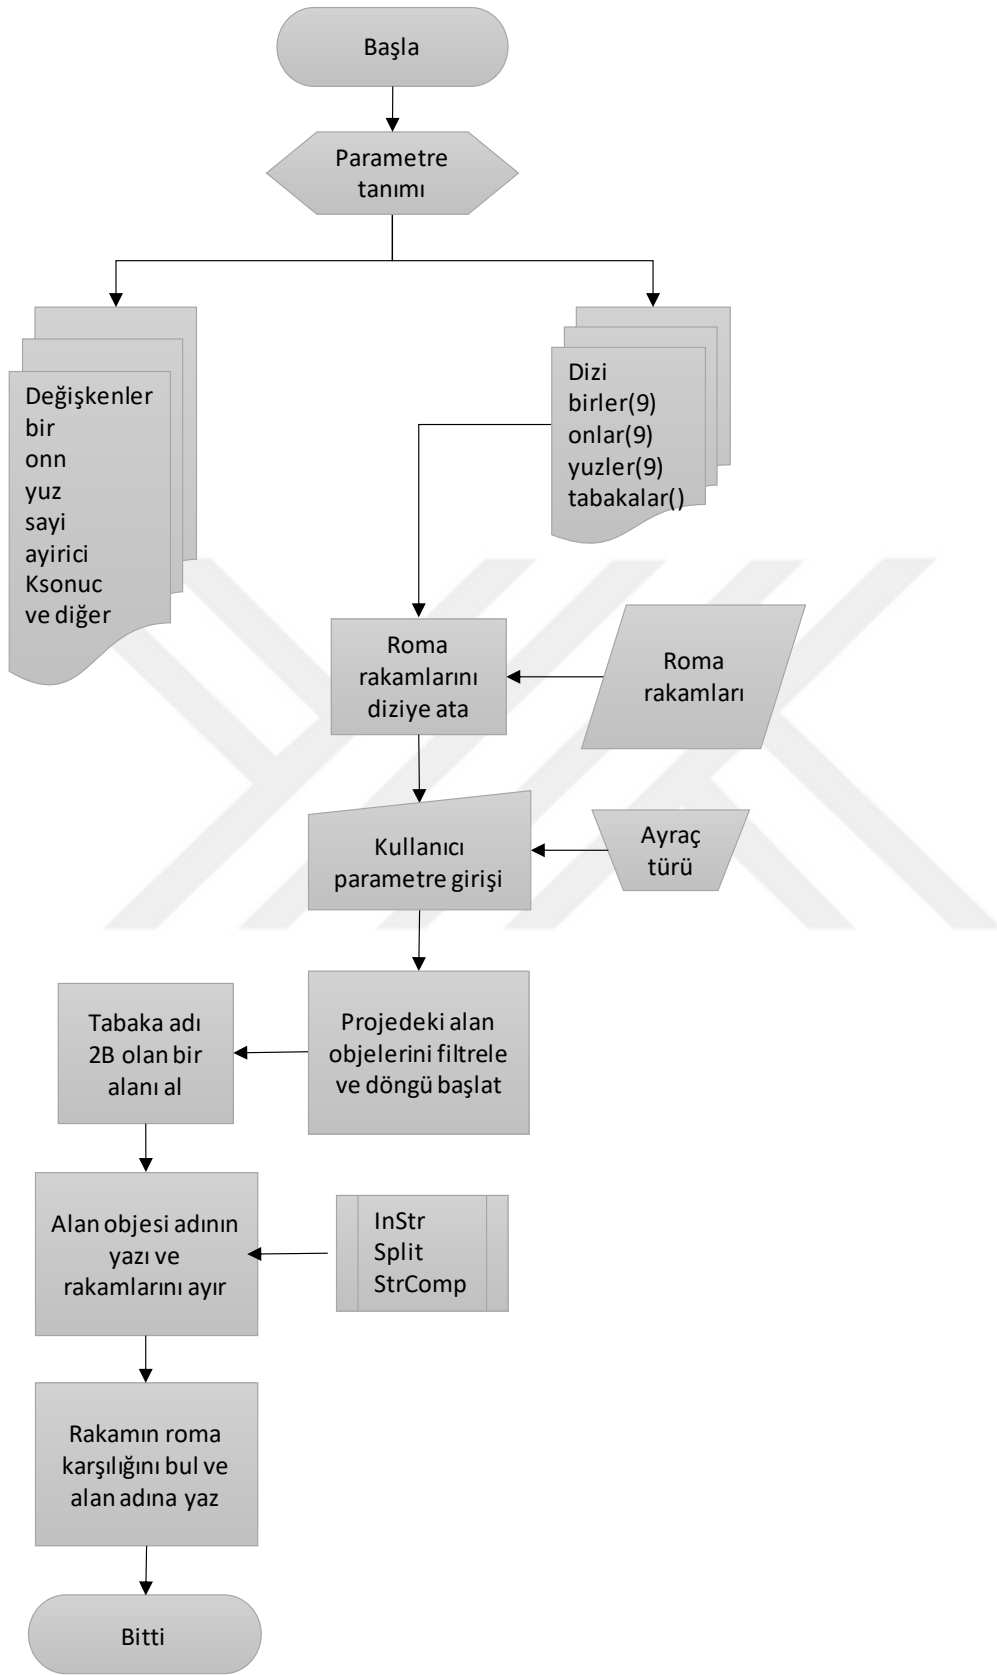 Başla
Parametre
tanımı
Değişkenler
bir
onn
yuz
sayi
ayirici
Ksonuc
ve diğer
Dizi
birler(9)
onlar(9)
yuzler(9)
tabakalar()
Roma
rakamlarını
diziye ata
Roma
rakamları
Kullanıcı
parametre girişi
Ayraç
türü
Projedeki alan
objelerini filtrele
ve döngü başlat
Tabaka adı
2B olan bir
alanı al
Alan objesi adının
yazı ve
rakamlarını ayır
InStr
Split
StrComp
Rakamın roma
karşılığını bul ve
alan adına yaz
Bitti